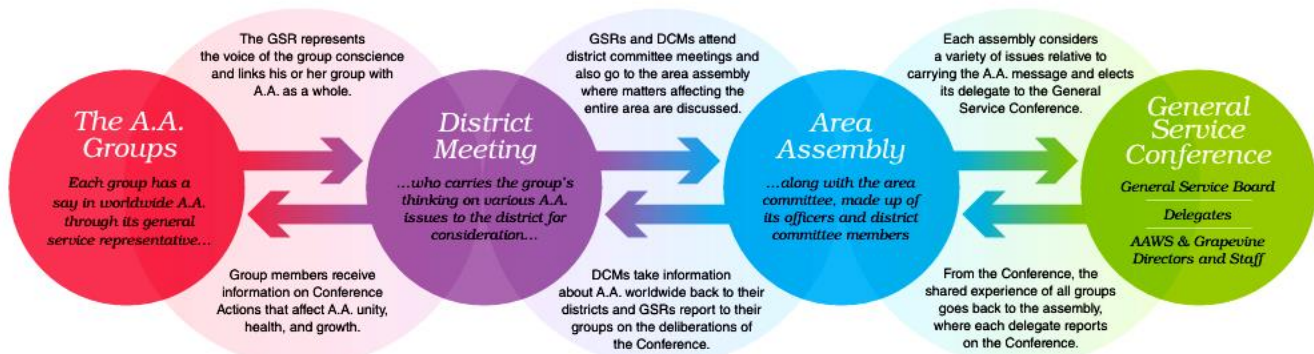 The GSR represents
the voice of the group conscience
and links his or her group with
A.A. as a whole.
GSRs and DCMs attend
district committee meetings and
also go to the area assembly
where matters affecting the
entire area are discussed.
Each assembly considers
a variety of issues relative to
carrying the A.A. message and elects
its delegate to the General
Service Conference.
The A.A.
Groups
Each group has a
say in worldwide A.A.
through its general
service representative...
District
Meeting
...who carries the group's
thinking on various A.A.
issues to the district for
consideration...
Area
Assembly
...along with the area
committee, made up of
its officers and district
committee members
General
Service
Conference
General Service Board
Delegates
AAWS & Grapevine
Directors and Staff
Group members receive
information on Conference
Actions that affect A.A. unity,
health, and growth.
DCMs take information
about A.A. worldwide back to their
districts and GSRs report to their
groups on the deliberations of
the Conference.
From the Conference, the
shared experience of all groups
goes back to the assembly,
where each delegate reports
on the Conference.